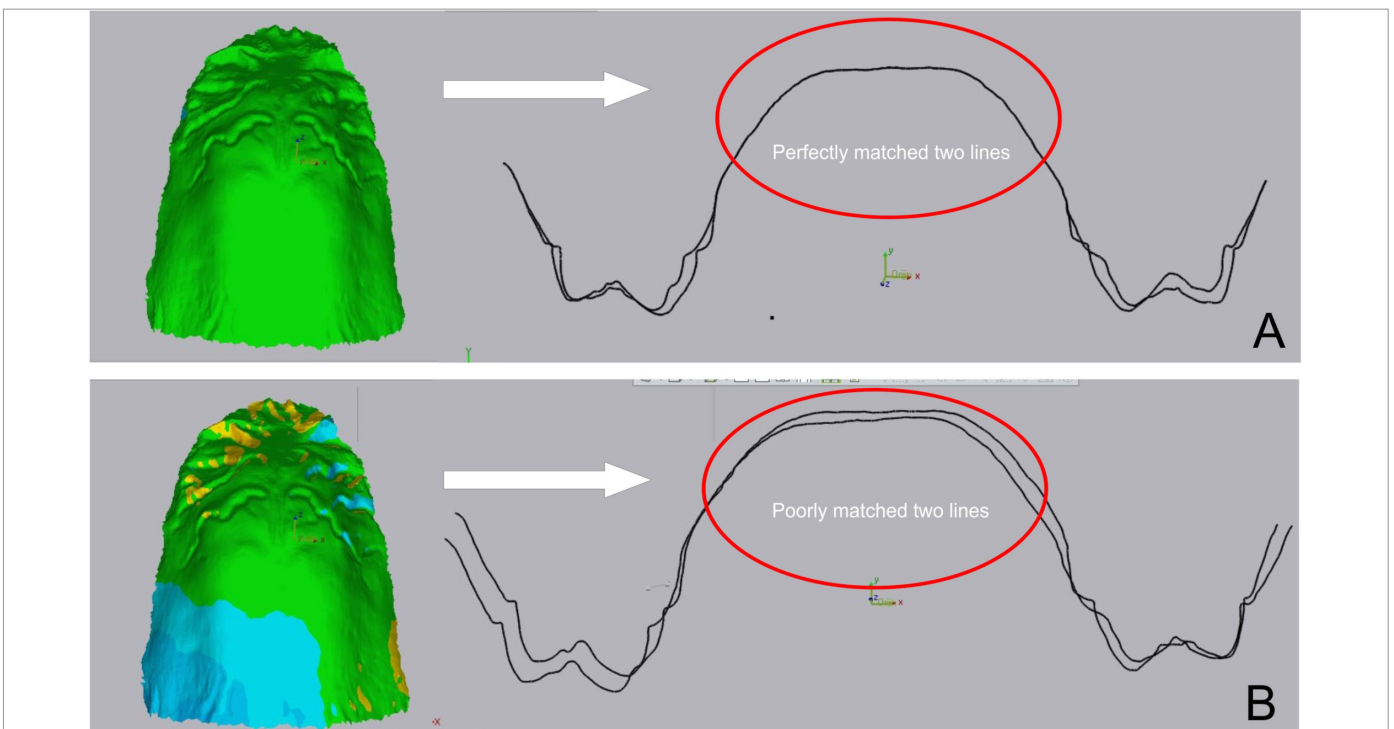 Perfectly matched two lines
z
x
y
x
z
Y
A
Poorly matched two lines
z
x
y
z
x
X
B